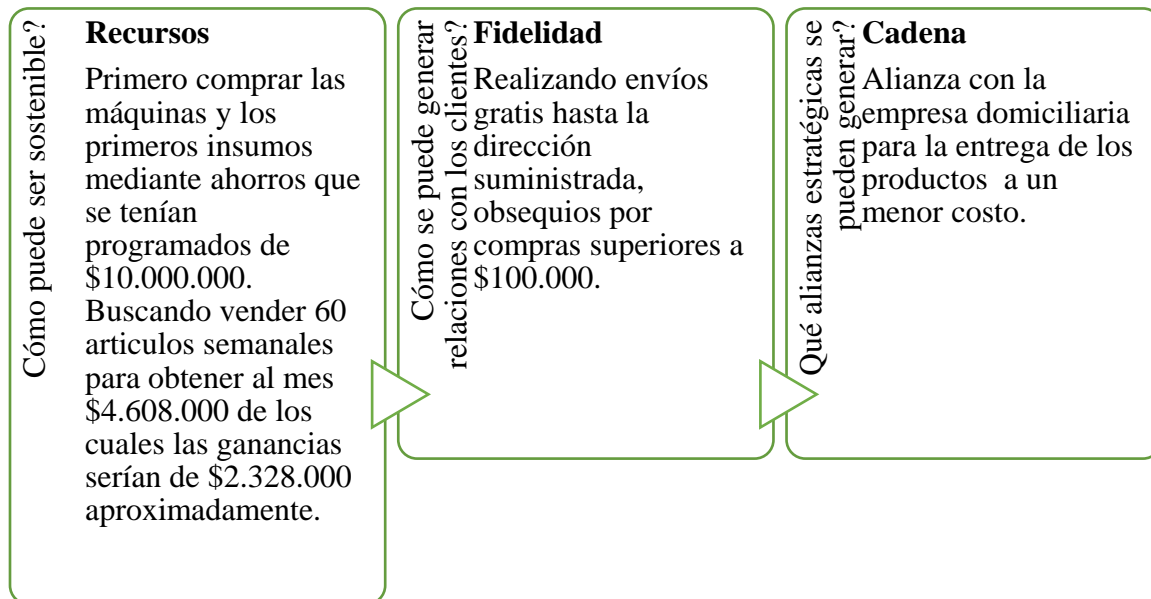 Cómo puede ser sostenible?
Recursos
Primero comprar las
máquinas y los
primeros insumos
mediante ahorros que
se tenían
programados de
$10.000.000.
Buscando vender 60
articulos semanales
para obtener al mes
$4.608.000 de los
cuales las ganancias
serían de $2.328.000
aproximadamente.
Cómo se puede generar
relaciones con los clientes?
Fidelidad
Realizando envíos
gratis hasta la
dirección
suministrada,
obsequios por
compras superiores a
$100.000.
Qué alianzas estratégicas se
pueden generar?
Cadena
Alianza con la
empresa domiciliaria
para la entrega de los
productos  a un
menor costo.